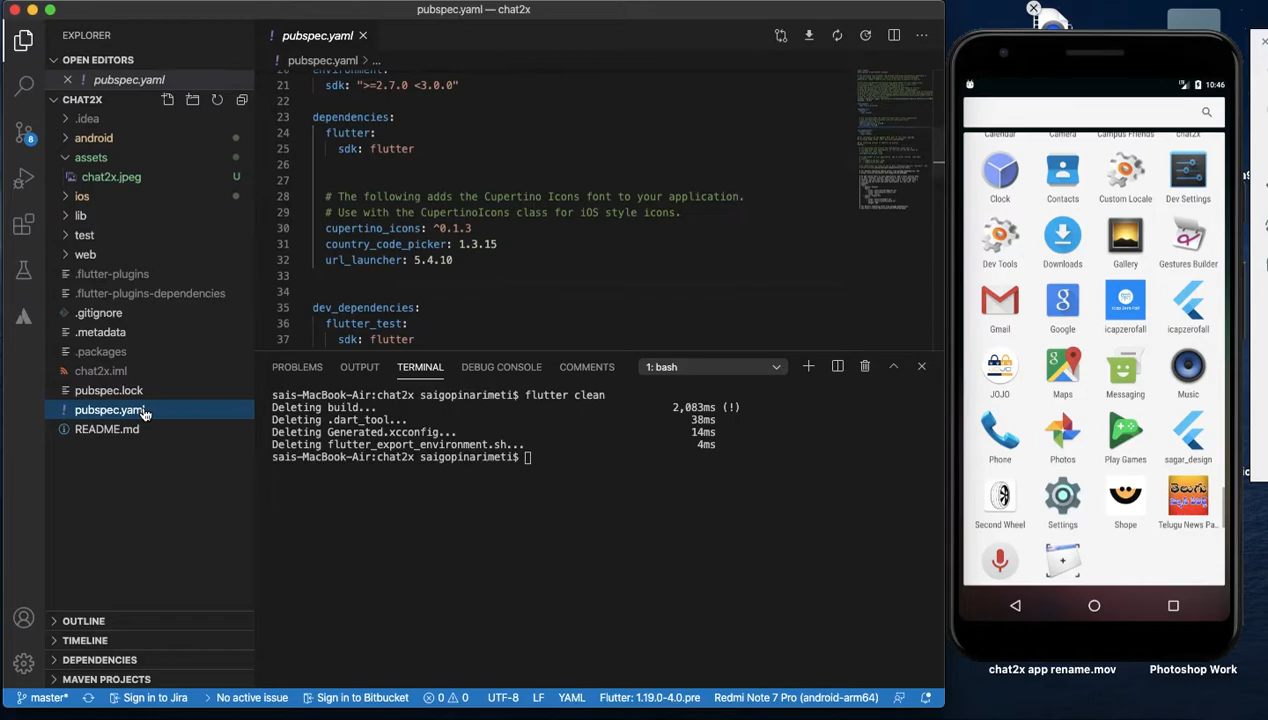 pubspec.yaml — chat2x
EXPLORER
OPEN EDITORS
pubspec.yaml
CHAT2X
.idea
android
assets
chat2x.jpeg U
ios
lib
test
web
.flutter-plugins
.flutter-plugins-dependencies
.gitignore
.metadata
.packages
chat2x.iml
pubspec.lock
! pubspec.yaml
README.md
OUTLINE
TIMELINE
DEPENDENCIES
MAVEN PROJECTS
8
! pubspec.yaml
! pubspec.yaml > ...
20 environment:
21 sdk: ">=2.7.0 <3.0.0"
22
23 dependencies:
24 flutter:
25 sdk: flutter
26
27
28 # The following adds the Cupertino Icons font to your application.
29 # Use with the CupertinoIcons class for iOS style icons.
30 cupertino_icons: ^0.1.3
31 country_code_picker: 1.3.15
32 url_launcher: 5.4.10
33
34
35 dev_dependencies:
36 flutter_test:
37 sdk: flutter
PROBLEMS OUTPUT TERMINAL DEBUG CONSOLE COMMENTS 1: bash
sais-MacBook-Air:chat2x saigopinarimeti$ flutter clean
Deleting build... 2,083ms (!)
Deleting .dart_tool... 38ms
Deleting Generated.xcconfig... 14ms
Deleting flutter_export_environment.sh... 4ms
sais-MacBook-Air:chat2x saigopinarimeti$
master* Sign in to Jira No active issue Sign in to Bitbucket 0 0 UTF-8 LF YAML Flutter: 1.19.0-4.0.pre Redmi Note 7 Pro (android-arm64)
10:46
Calendar Camera Campus Friends chat2x
Clock Contacts Custom Locale Dev Settings
Dev Tools Downloads Gallery Gestures Builder
Gmail Google icapzerofall icapzerofall
JOJO Maps Messaging Music
Phone Photos Play Games sagar_design
Second Wheel Settings Shope Telugu News Pa..
chat2x app rename.mov Photoshop Work